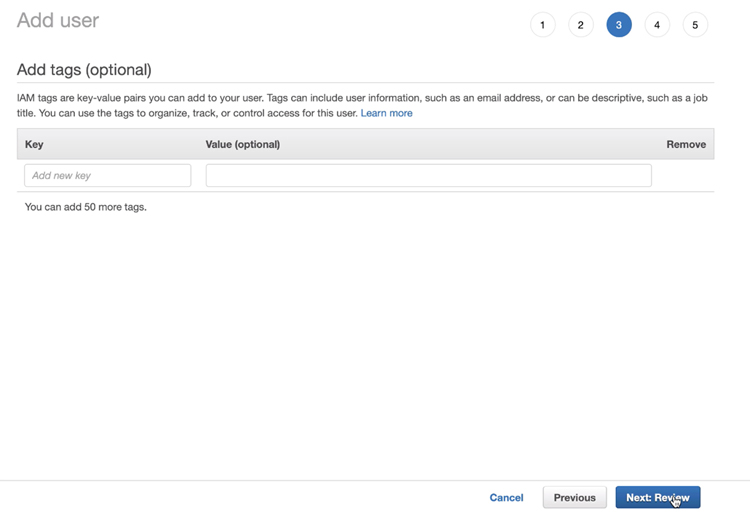 Add user
1 2 3 4 5
Add tags (optional)
IAM tags are key-value pairs you can add to your user. Tags can include user information, such as an email address, or can be descriptive, such as a job
title. You can use the tags to organize, track, or control access for this user. Learn more
Key Value (optional) Remove
Add new key
You can add 50 more tags.
Cancel Previous Next: Review